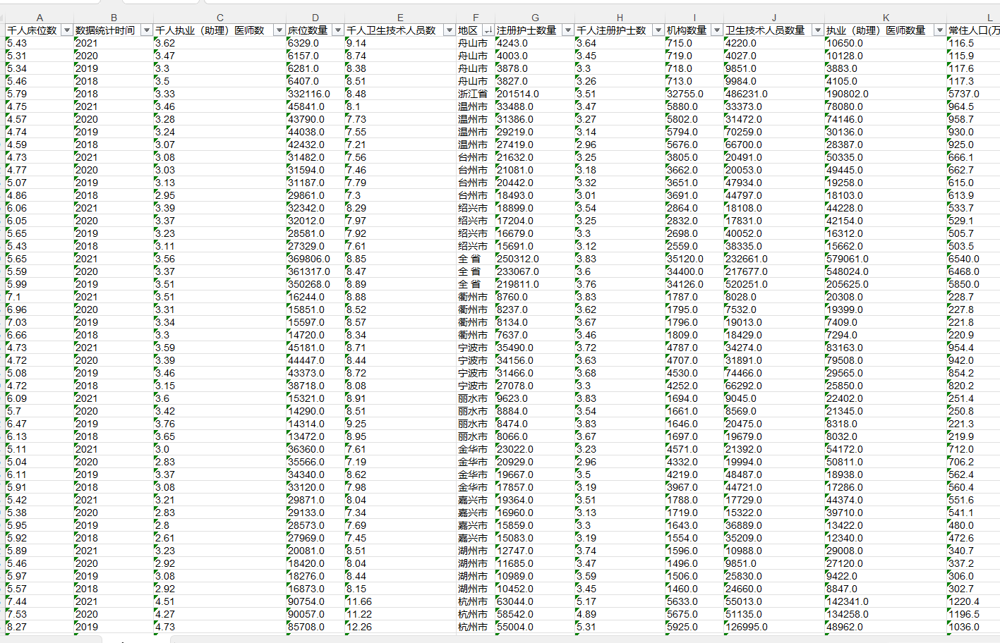 A B C D E F G H I J K L
千人床位数 数据统计时间 千人执业（助理）医师数 床位数量 千人卫生技术人员数 地区 注册护士数量 千人注册护士数 机构数量 卫生技术人员数量 执业（助理）医师数量 常住人口(万
5.43 2021 3.62 6329.0 9.14 舟山市 4243.0 3.64 715.0 4220.0 10650.0 116.5
5.31 2020 3.47 6157.0 8.74 舟山市 4003.0 3.45 719.0 4027.0 10128.0 115.9
5.34 2019 3.3 6281.0 8.38 舟山市 3878.0 3.3 718.0 9851.0 3883.0 117.6
5.46 2018 3.5 6407.0 8.51 舟山市 3827.0 3.26 713.0 9984.0 4105.0 117.3
5.79 2018 3.33 332116.0 8.48 浙江省 201514.0 3.51 32755.0 486231.0 190802.0 5737.0
4.75 2021 3.46 45841.0 8.1 温州市 33488.0 3.47 5880.0 33373.0 78080.0 964.5
4.57 2020 3.28 43790.0 7.73 温州市 31386.0 3.27 5802.0 31472.0 74146.0 958.7
4.74 2019 3.24 44038.0 7.55 温州市 29219.0 3.14 5794.0 70259.0 30136.0 930.0
4.59 2018 3.07 42432.0 7.21 温州市 27419.0 2.96 5676.0 66700.0 28387.0 925.0
4.73 2021 3.08 31482.0 7.56 台州市 21632.0 3.25 3805.0 20491.0 50335.0 666.1
4.77 2020 3.03 31594.0 7.46 台州市 21081.0 3.18 3662.0 20053.0 49445.0 662.7
5.07 2019 3.13 31187.0 7.79 台州市 20442.0 3.32 3651.0 47934.0 19258.0 615.0
4.86 2018 2.95 29861.0 7.3 台州市 18493.0 3.01 3691.0 44797.0 18103.0 613.9
6.06 2021 3.39 32342.0 8.29 绍兴市 18899.0 3.54 2864.0 18108.0 44228.0 533.7
6.05 2020 3.37 32012.0 7.97 绍兴市 17204.0 3.25 2832.0 17831.0 42154.0 529.1
5.65 2019 3.23 28581.0 7.92 绍兴市 16679.0 3.3 2698.0 40052.0 16312.0 505.7
5.43 2018 3.11 27329.0 7.61 绍兴市 15691.0 3.12 2559.0 38335.0 15662.0 503.5
5.65 2021 3.56 369806.0 8.85 全 省 250312.0 3.83 35120.0 232661.0 579061.0 6540.0
5.59 2020 3.37 361317.0 8.47 全 省 233067.0 3.6 34400.0 217677.0 548024.0 6468.0
5.99 2019 3.51 350268.0 8.89 全 省 219811.0 3.76 34126.0 520251.0 205625.0 5850.0
7.1 2021 3.51 16244.0 8.88 衢州市 8760.0 3.83 1787.0 8028.0 20308.0 228.7
6.96 2020 3.31 15851.0 8.52 衢州市 8237.0 3.62 1795.0 7532.0 19399.0 227.8
7.03 2019 3.34 15597.0 8.57 衢州市 8134.0 3.67 1796.0 19013.0 7409.0 221.8
6.66 2018 3.3 14720.0 8.34 衢州市 7637.0 3.46 1809.0 18429.0 7294.0 220.9
4.73 2021 3.59 45181.0 8.71 宁波市 35490.0 3.72 4787.0 34274.0 83163.0 954.4
4.72 2020 3.39 44447.0 8.44 宁波市 34156.0 3.63 4707.0 31891.0 79508.0 942.0
5.08 2019 3.46 43373.0 8.72 宁波市 31466.0 3.68 4530.0 74466.0 29565.0 854.2
4.72 2018 3.15 38718.0 8.08 宁波市 27078.0 3.3 4252.0 66292.0 25850.0 820.2
6.09 2021 3.6 15321.0 8.91 丽水市 9623.0 3.83 1694.0 9045.0 22402.0 251.4
5.7 2020 3.42 14290.0 8.51 丽水市 8884.0 3.54 1661.0 8569.0 21345.0 250.8
6.47 2019 3.76 14314.0 9.25 丽水市 8474.0 3.83 1646.0 20475.0 8318.0 221.3
6.13 2018 3.65 13472.0 8.95 丽水市 8066.0 3.67 1697.0 19679.0 8032.0 219.9
5.11 2021 3.0 36360.0 7.61 金华市 23022.0 3.23 4571.0 21392.0 54172.0 712.0
5.04 2020 2.83 35566.0 7.19 金华市 20929.0 2.96 4332.0 19994.0 50811.0 706.2
6.11 2019 3.37 34340.0 8.62 金华市 19667.0 3.5 4219.0 48487.0 18938.0 562.4
5.91 2018 3.08 33120.0 7.98 金华市 17857.0 3.19 3967.0 44721.0 17286.0 560.4
5.42 2021 3.21 29871.0 8.04 嘉兴市 19364.0 3.51 1788.0 17729.0 44374.0 551.6
5.38 2020 2.83 29133.0 7.34 嘉兴市 16960.0 3.13 1719.0 15322.0 39710.0 541.1
5.95 2019 2.8 28573.0 7.69 嘉兴市 15859.0 3.3 1643.0 36889.0 13422.0 480.0
5.92 2018 2.61 27969.0 7.45 嘉兴市 15083.0 3.19 1554.0 35209.0 12340.0 472.6
5.89 2021 3.23 20081.0 8.51 湖州市 12747.0 3.74 1596.0 10988.0 29008.0 340.7
5.46 2020 2.92 18420.0 8.04 湖州市 11685.0 3.47 1496.0 9851.0 27120.0 337.2
5.97 2019 3.08 18276.0 8.44 湖州市 10989.0 3.59 1506.0 25830.0 9422.0 306.0
5.57 2018 2.92 16873.0 8.15 湖州市 10452.0 3.45 1460.0 24660.0 8847.0 302.7
7.44 2021 4.51 90754.0 11.66 杭州市 63044.0 5.17 5633.0 55013.0 142341.0 1220.4
7.53 2020 4.27 90057.0 11.22 杭州市 58542.0 4.89 5675.0 51135.0 134258.0 1196.5
8.27 2019 4.73 85708.0 12.26 杭州市 55004.0 5.31 5925.0 126995.0 48962.0 1036.0